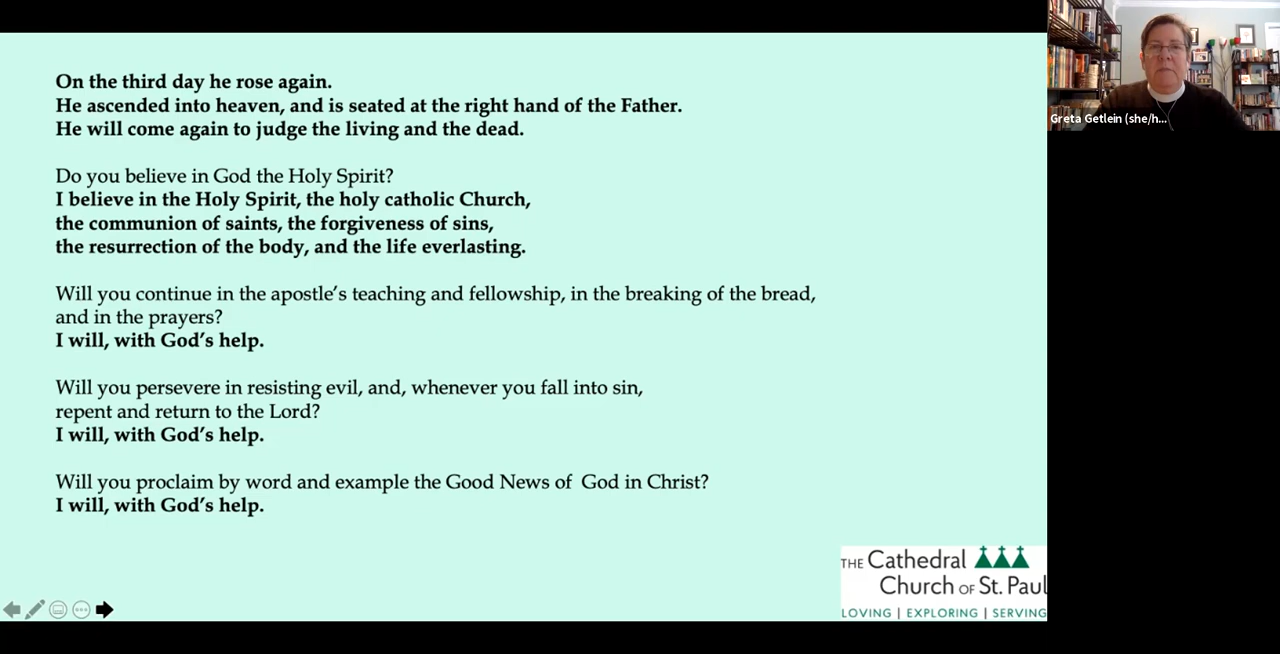 On the third day he rose again.
He ascended into heaven, and is seated at the right hand of the Father.
He will come again to judge the living and the dead.
Do you believe in God the Holy Spirit?
I believe in the Holy Spirit, the holy catholic Church,
the communion of saints, the forgiveness of sins,
the resurrection of the body, and the life everlasting.
Will you continue in the apostle's teaching and fellowship, in the breaking of the bread,
and in the prayers?
I will, with God's help.
Will you persevere in resisting evil, and, whenever you fall into sin,
repent and return to the Lord?
I will, with God's help.
Will you proclaim by word and example the Good News of God in Christ?
I will, with God's help.
THE Cathedral
Church OF St. Paul
LOVING | EXPLORING | SERVING
Greta Getlein (she/h...